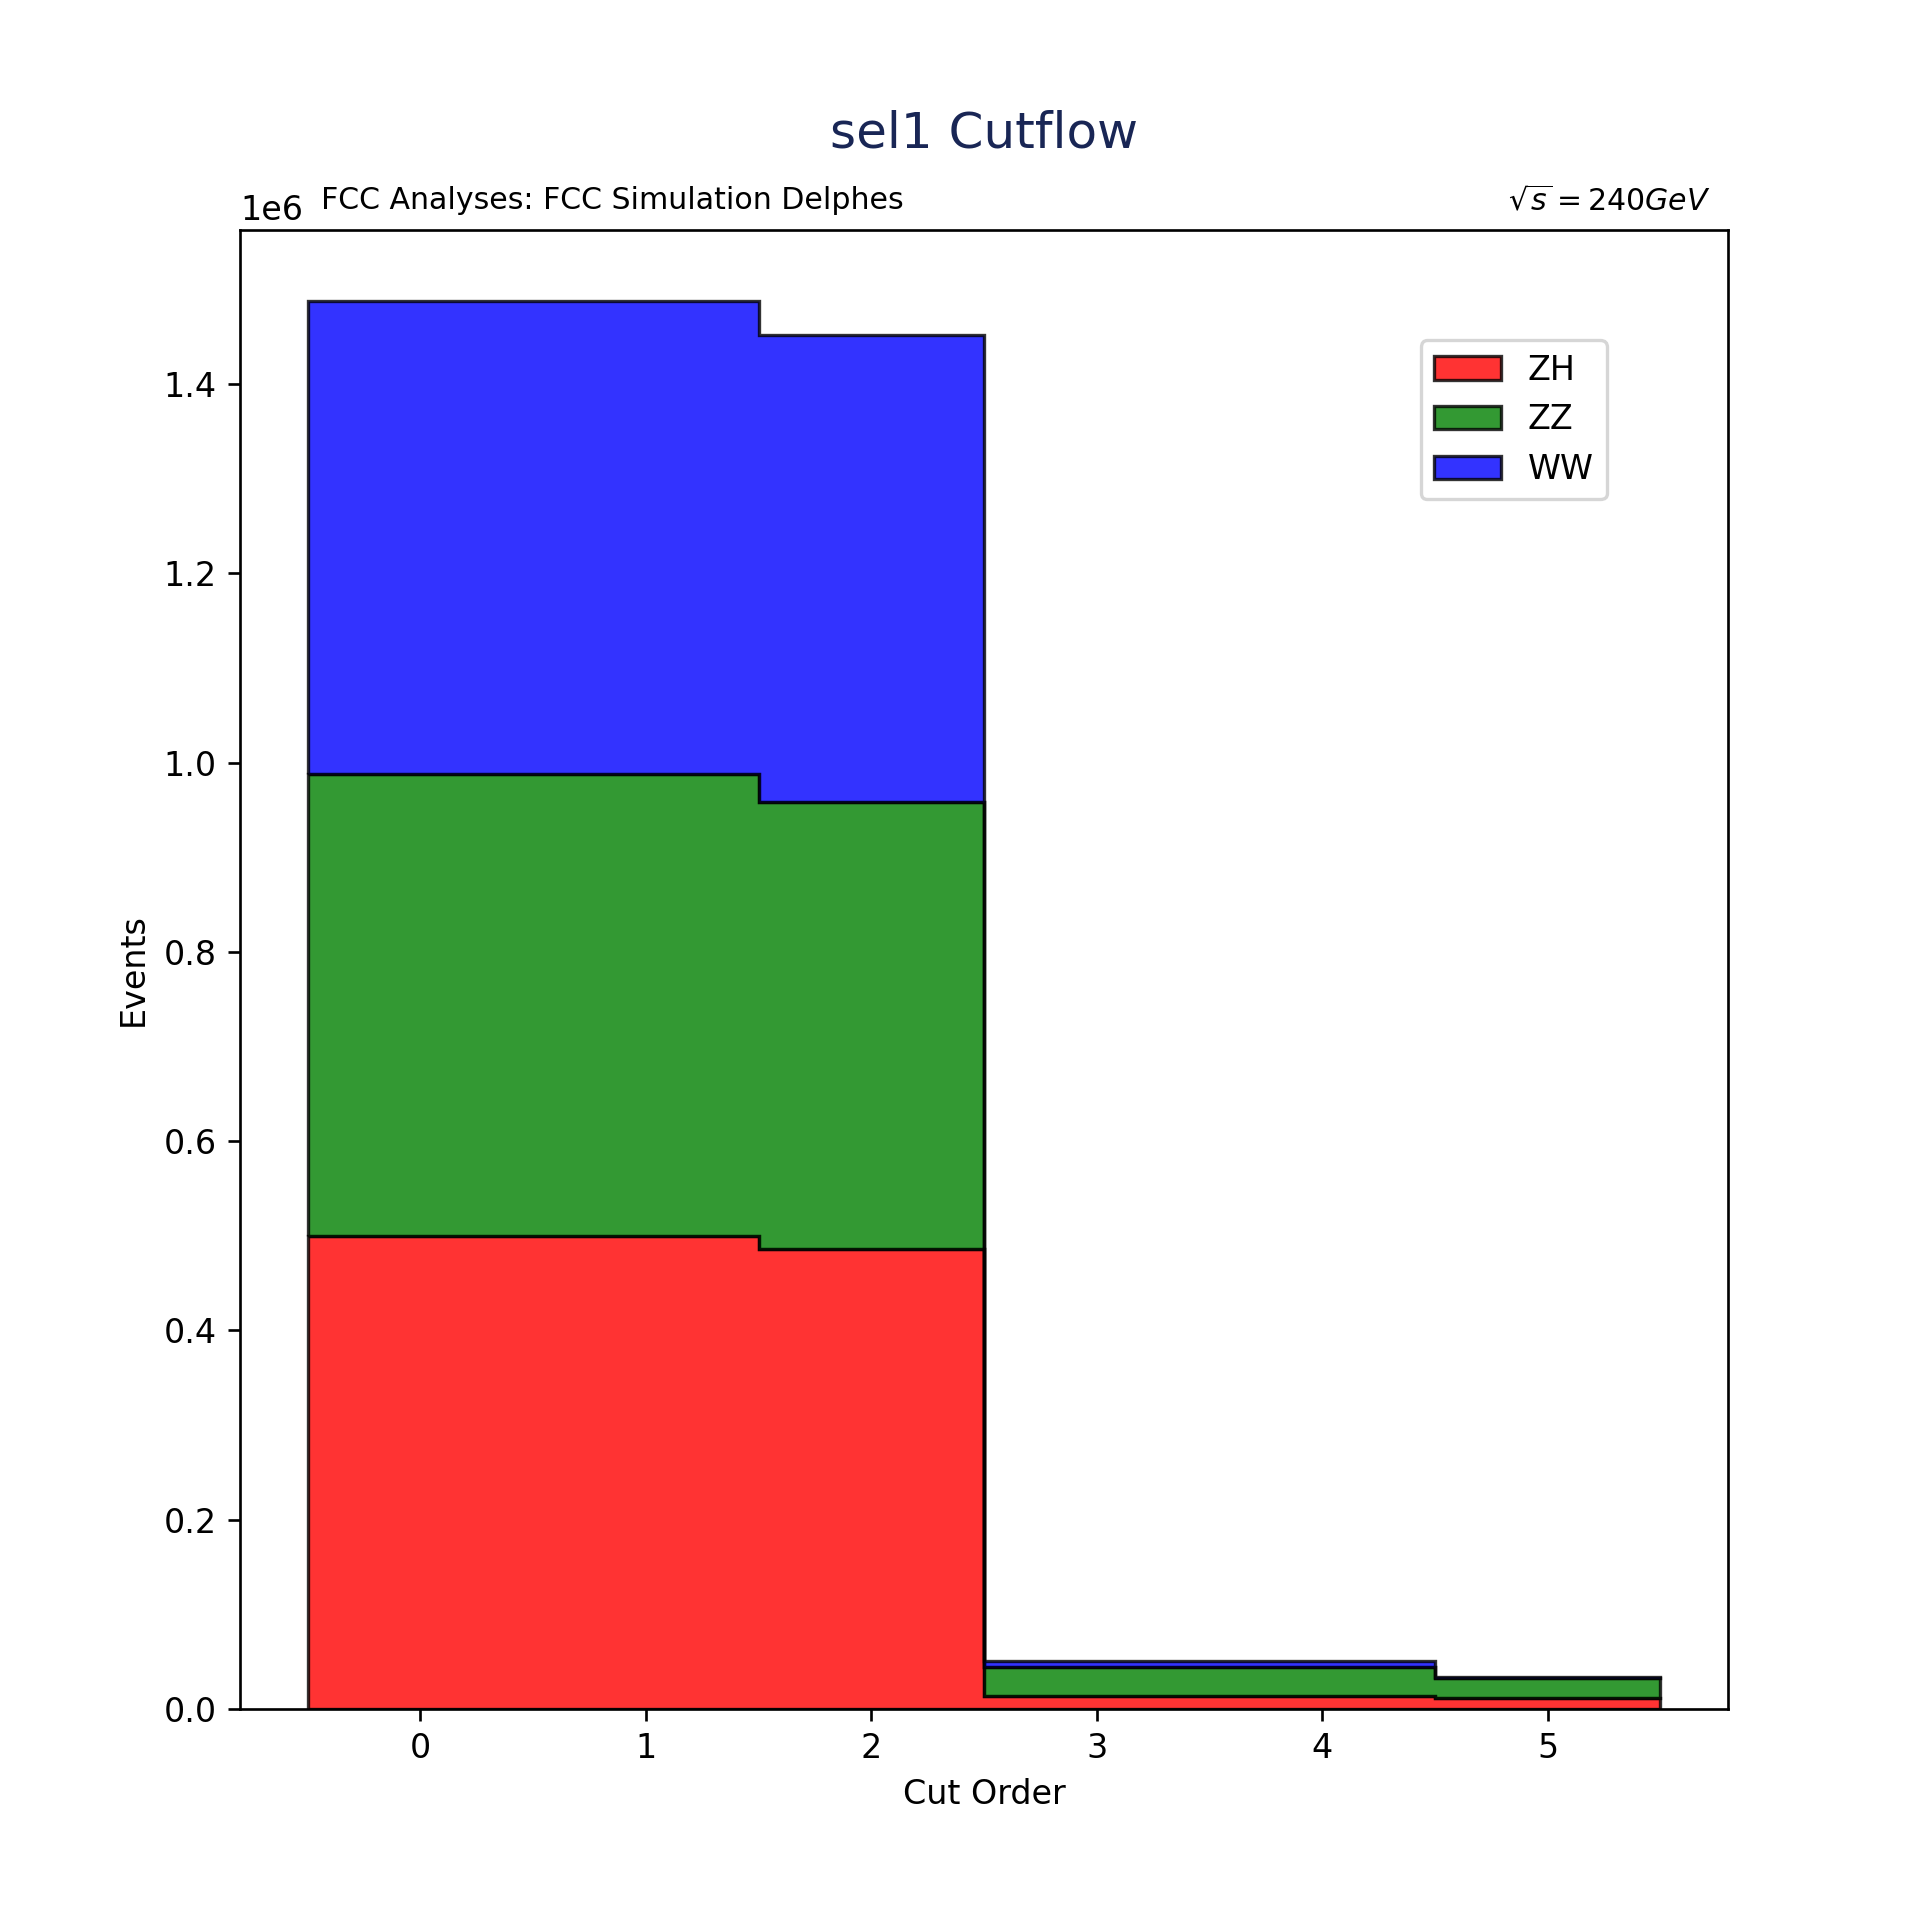 sel1 Cutflow
1e6 FCC Analyses: FCC Simulation Delphes √s = 240GeV
ZH
ZZ
WW
1.4
1.2
1.0
0.8
0.6
0.4
0.2
0.0
Events
0 1 2 3 4 5
Cut Order